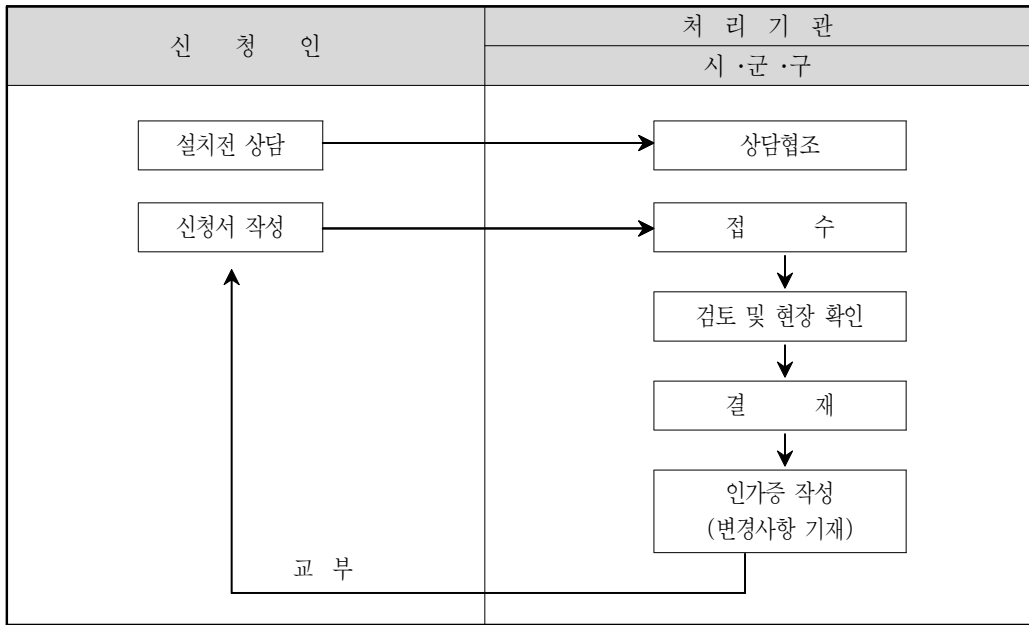 신 청 인
처 리 기 관
시 ·군 ·구
설치전 상담
상담협조
신청서 작성
접 수
검토 및 현장 확인
결 재
인가증 작성
(변경사항 기재)
교 부